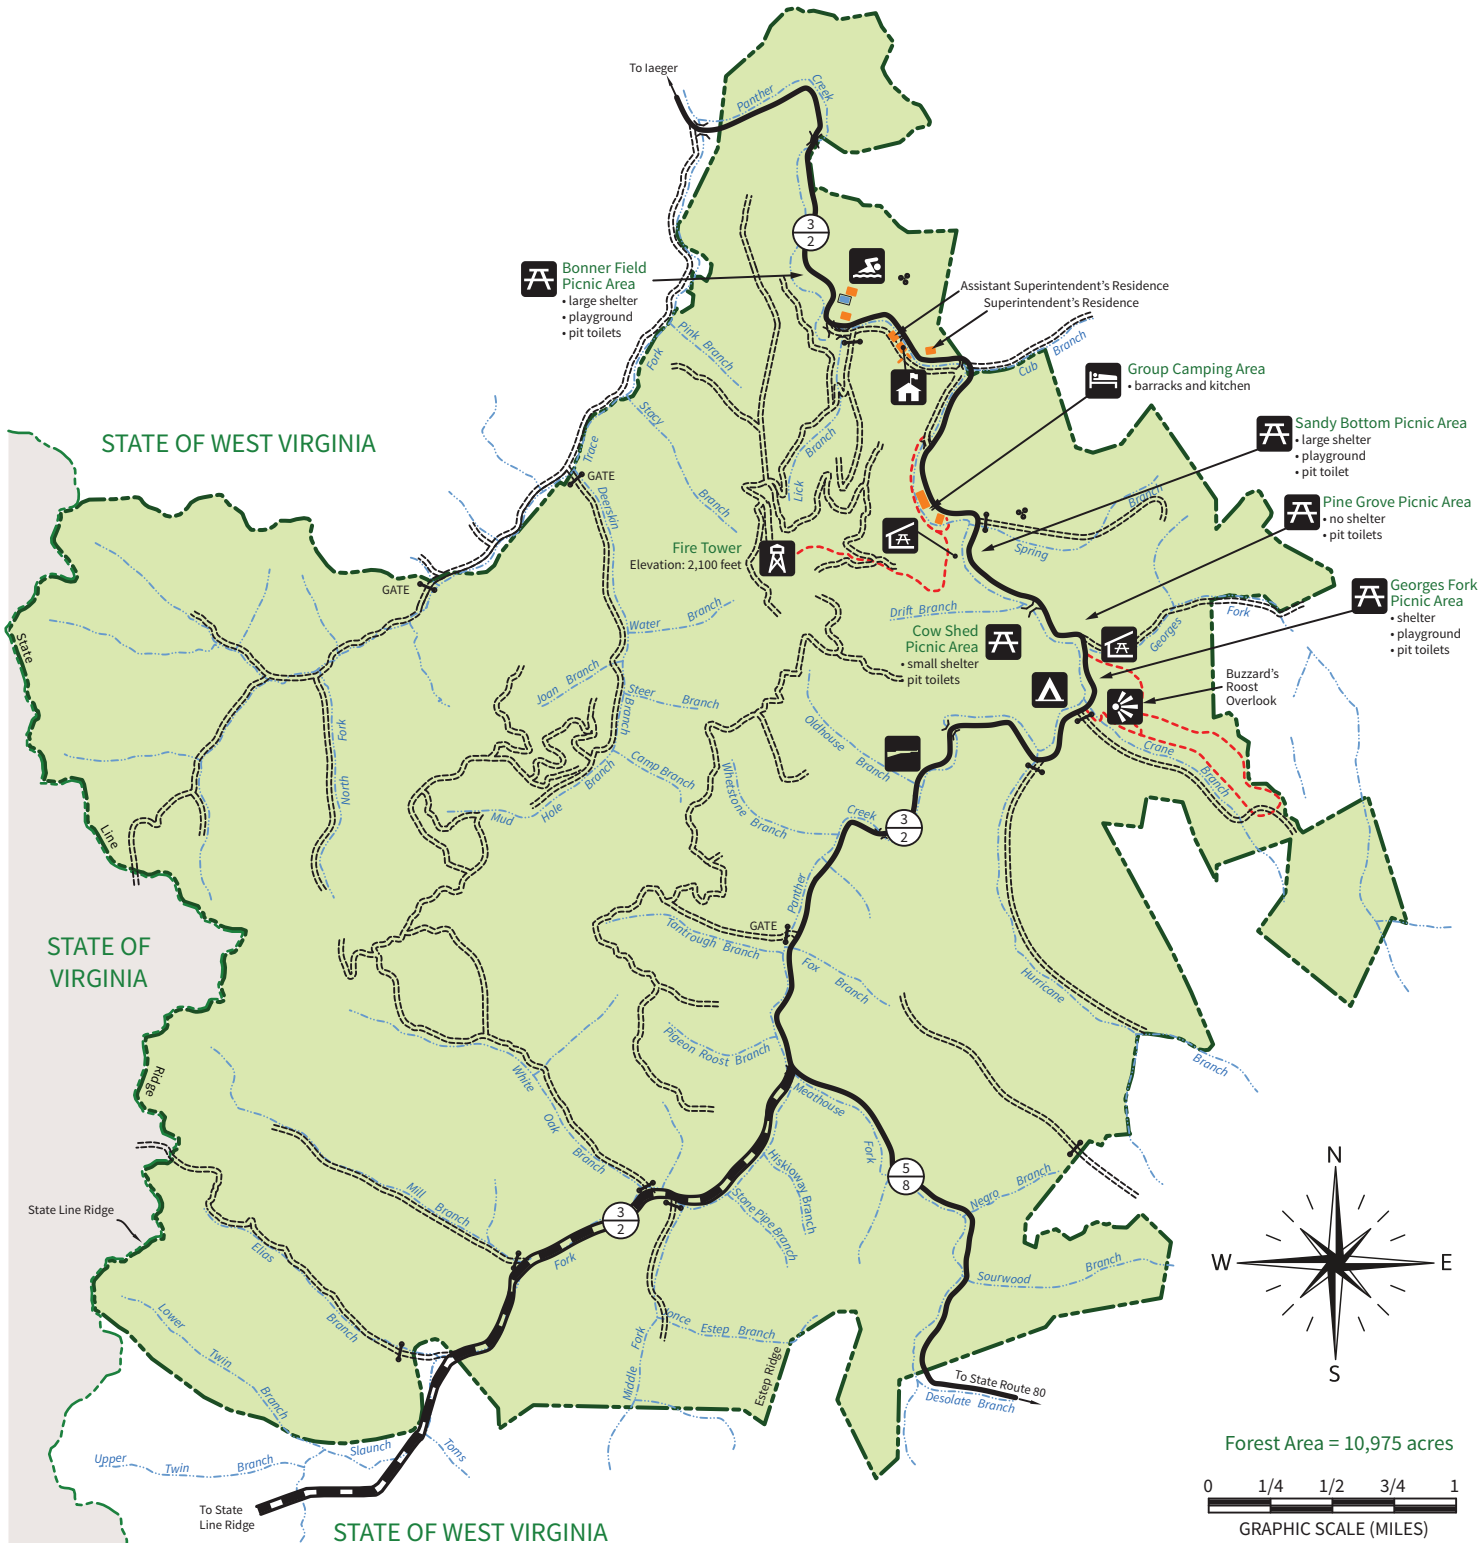 To Iaeger
Panther
Creek
3
2
Bonner Field
Picnic Area
• large shelter
• playground
• pit toilets
Assistant Superintendent's Residence
Superintendent's Residence
Cub
Branch
Group Camping Area
• barracks and kitchen
Sandy Bottom Picnic Area
• large shelter
• playground
• pit toilet
Pine Grove Picnic Area
• no shelter
• pit toilets
Georges Fork
Picnic Area
• shelter
• playground
• pit toilets
Buzzard's
Roost
Overlook
STATE OF WEST VIRGINIA
Pink Branch
Fork
Stacy
Branch
Trace
GATE
Deerskin
Branch
Lick
Branch
Spring
Branch
Fire Tower
Elevation: 2,100 feet
GATE
Water Branch
Drift Branch
Georges
Fork
Cow Shed
Picnic Area
• small shelter
• pit toilets
State
Line
Ridge
Joan Branch
Steer Branch
Oldhouse
Branch
Camp Branch
Whetstone
Branch
Crane
Branch
North
Fork
Mud Hole Branch
Creek
3
2
Panther
STATE OF
VIRGINIA
GATE
Tantrough Branch
Fox
Branch
Hurricane
Branch
Pigeon Roost Branch
White
Oak
Branch
Meathouse
Fork
5
8
Hiskioway Branch
Stone Pipe Branch
Negro Branch
N
W
E
S
State Line Ridge
Mill
Branch
3
2
Fork
Elias
Branch
Sourwood Branch
Lower
Twin
Branch
Jonce Estep Branch
Middle
Fork
Estep Ridge
To State Route 80
Desolate Branch
Upper Twin Branch
Slaunch
Toms
To State
Line Ridge
STATE OF WEST VIRGINIA
Forest Area = 10,975 acres
0 1/4 1/2 3/4 1
GRAPHIC SCALE (MILES)